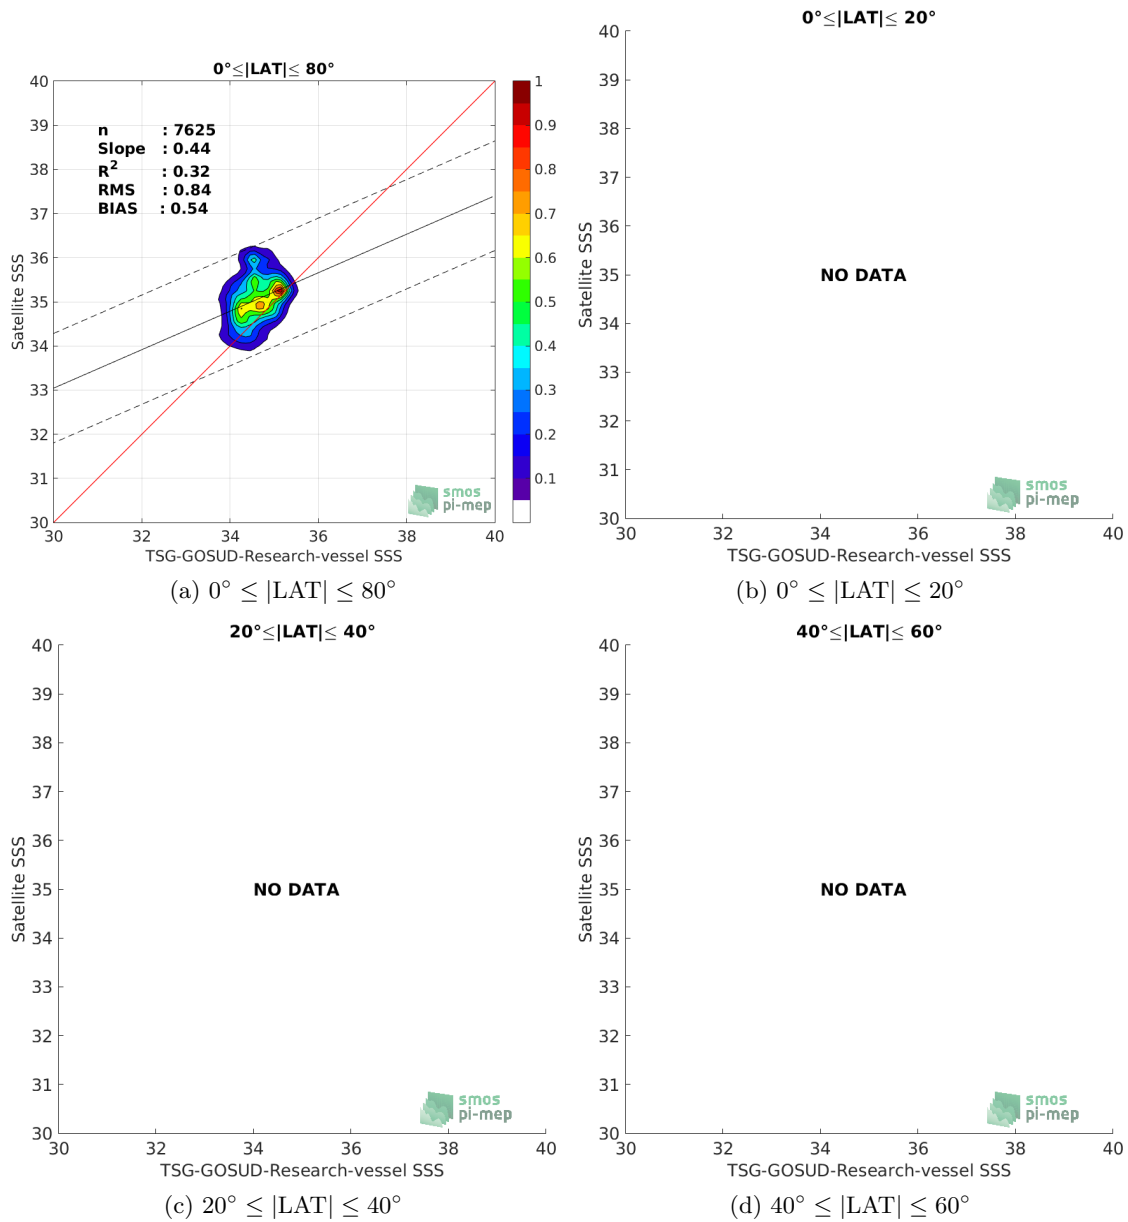 0°≤|LAT|≤ 80°
40
39
38
37
36
35
34
33
32
31
30
Satellite SSS
n : 7625
Slope : 0.44
R² : 0.32
RMS : 0.84
BIAS : 0.54
1
0.9
0.8
0.7
0.6
0.5
0.4
0.3
0.2
0.1
smos
pi-mep
30 32 34 36 38 40
TSG-GOSUD-Research-vessel SSS
(a) 0° ≤ |LAT| ≤ 80°
0°≤|LAT|≤ 20°
40
39
38
37
36
35
34
33
32
31
30
Satellite SSS
NO DATA
smos
pi-mep
30 32 34 36 38 40
TSG-GOSUD-Research-vessel SSS
(b) 0° ≤ |LAT| ≤ 20°
20°≤|LAT|≤ 40°
40
39
38
37
36
35
34
33
32
31
30
Satellite SSS
NO DATA
smos
pi-mep
30 32 34 36 38 40
TSG-GOSUD-Research-vessel SSS
(c) 20° ≤ |LAT| ≤ 40°
40°≤|LAT|≤ 60°
40
39
38
37
36
35
34
33
32
31
30
Satellite SSS
NO DATA
smos
pi-mep
30 32 34 36 38 40
TSG-GOSUD-Research-vessel SSS
(d) 40° ≤ |LAT| ≤ 60°